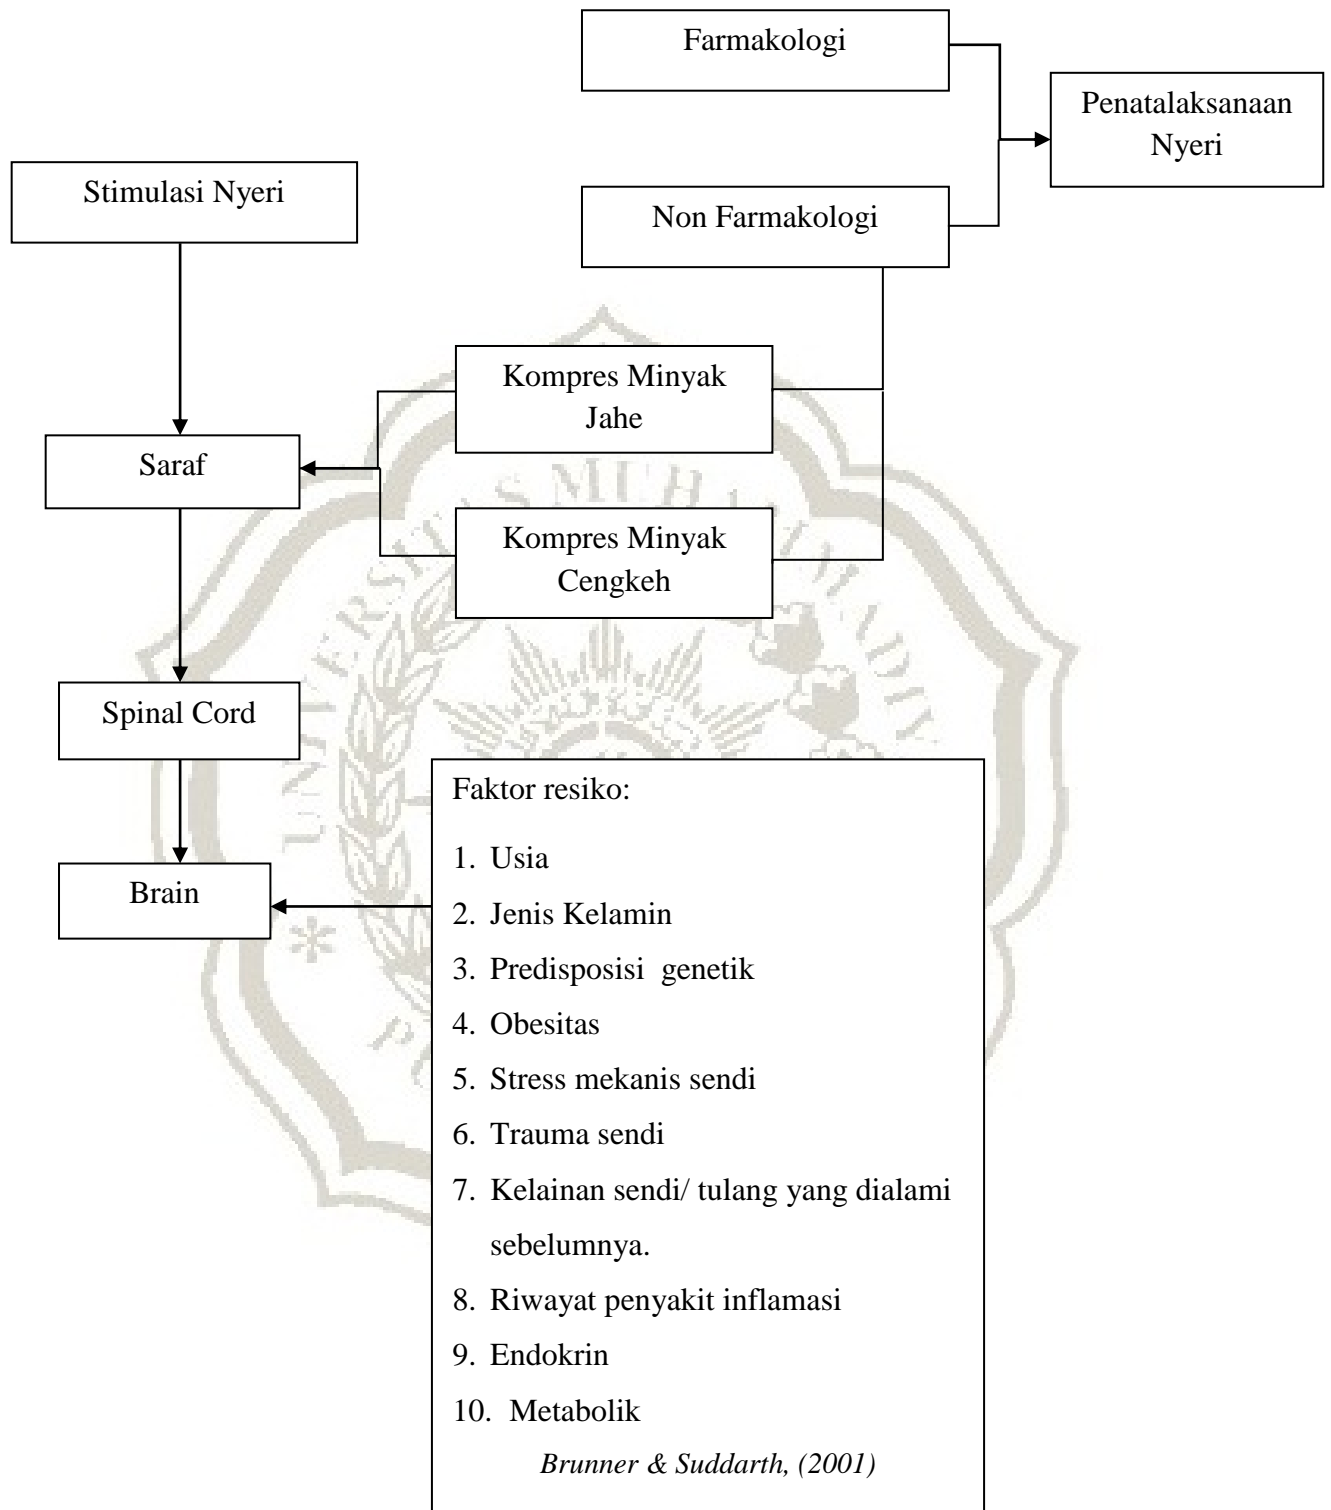 Farmakologi
Penatalaksanaan
Nyeri
Stimulasi Nyeri
Non Farmakologi
Kompres Minyak
Jahe
Saraf
Kompres Minyak
Cengkeh
Spinal Cord
Brain
Faktor resiko:
1. Usia
2. Jenis Kelamin
3. Predisposisi genetik
4. Obesitas
5. Stress mekanis sendi
6. Trauma sendi
7. Kelainan sendi/ tulang yang dialami
sebelumnya.
8. Riwayat penyakit inflamasi
9. Endokrin
10. Metabolik
Brunner & Suddarth, (2001)